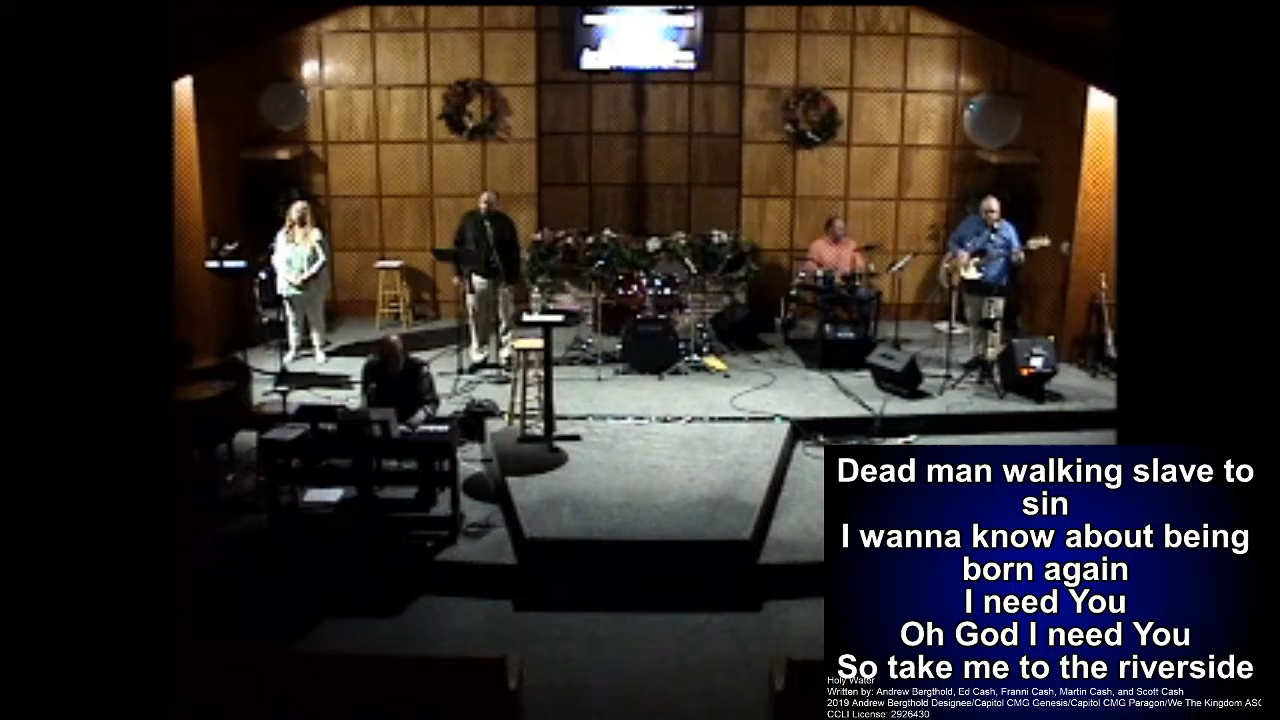 Dead man walking slave to
sin
I wanna know about being
born again
I need You
Oh God I need You
So take me to the riverside
Holy Water
Written by: Andrew Bergthold, Ed Cash, Franni Cash, Martin Cash, and Scott Cash
2019 Andrew Bergthold Designee/Capitol CMG Genesis/Capitol CMG Paragon/We The Kingdom ASC
CCLI License: 2926430